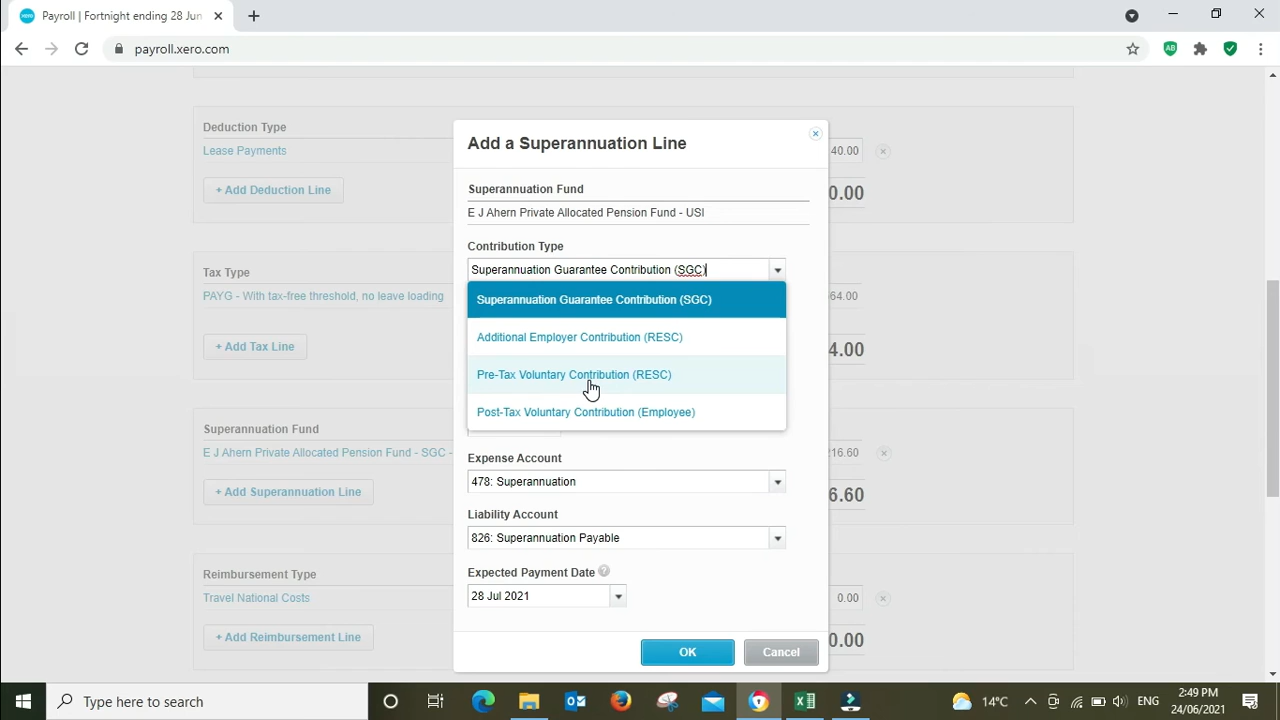 Payroll | Fortnight ending 28 Jun
payroll.xero.com
Deduction Type
Lease Payments
40.00
+ Add Deduction Line
0.00
Tax Type
PAYG - With tax-free threshold, no leave loading
64.00
+ Add Tax Line
4.00
Superannuation Fund
E J Ahern Private Allocated Pension Fund - SGC -
216.60
+ Add Superannuation Line
6.60
Reimbursement Type
Travel National Costs
0.00
+ Add Reimbursement Line
0.00
Add a Superannuation Line
Superannuation Fund
E J Ahern Private Allocated Pension Fund - USI
Contribution Type
Superannuation Guarantee Contribution (SGC)
Superannuation Guarantee Contribution (SGC)
Additional Employer Contribution (RESC)
Pre-Tax Voluntary Contribution (RESC)
Post-Tax Voluntary Contribution (Employee)
Expense Account
478: Superannuation
Liability Account
826: Superannuation Payable
Expected Payment Date ?
28 Jul 2021
OK
Cancel
Type here to search
14°C
ENG
2:49 PM
24/06/2021